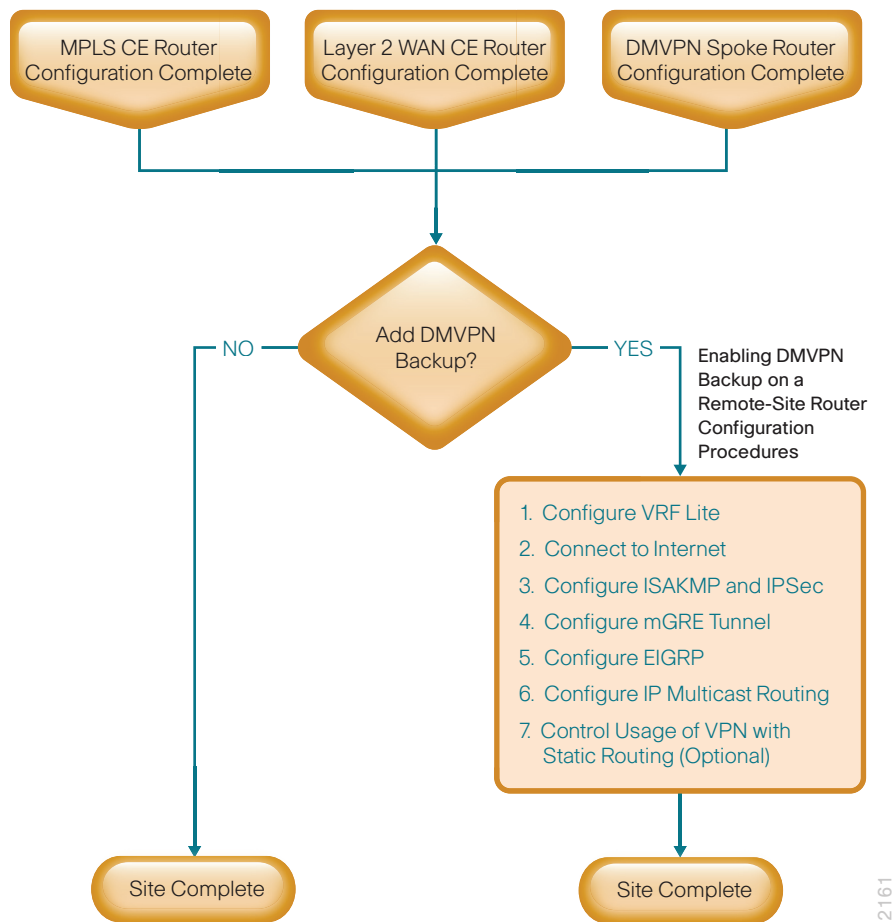 MPLS CE Router
Configuration Complete
Layer 2 WAN CE Router
Configuration Complete
DMVPN Spoke Router
Configuration Complete
Add DMVPN
Backup?
NO
YES
Enabling DMVPN
Backup on a
Remote-Site Router
Configuration
Procedures
1. Configure VRF Lite
2. Connect to Internet
3. Configure ISAKMP and IPSec
4. Configure mGRE Tunnel
5. Configure EIGRP
6. Configure IP Multicast Routing
7. Control Usage of VPN with
Static Routing (Optional)
Site Complete
Site Complete
2161